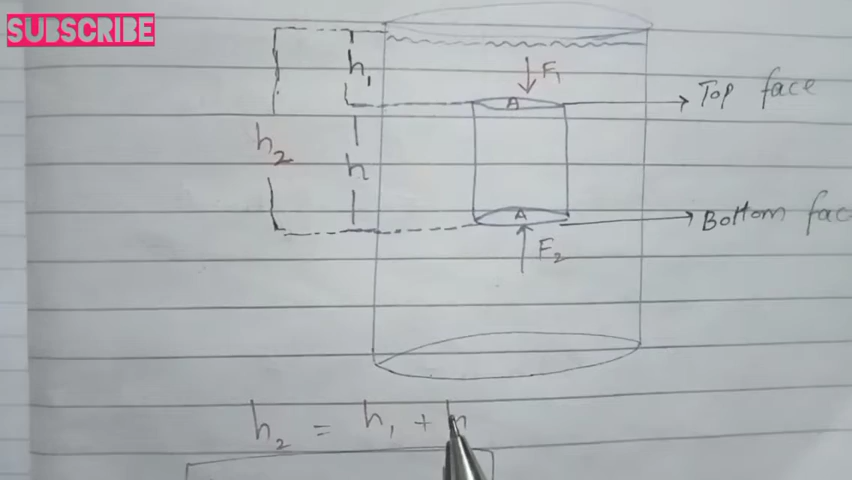 SUBSCRIBE
h₁
F₁
A
Top face
h₂
h
A
Bottom fac
F₂
h₂ = h₁ + h